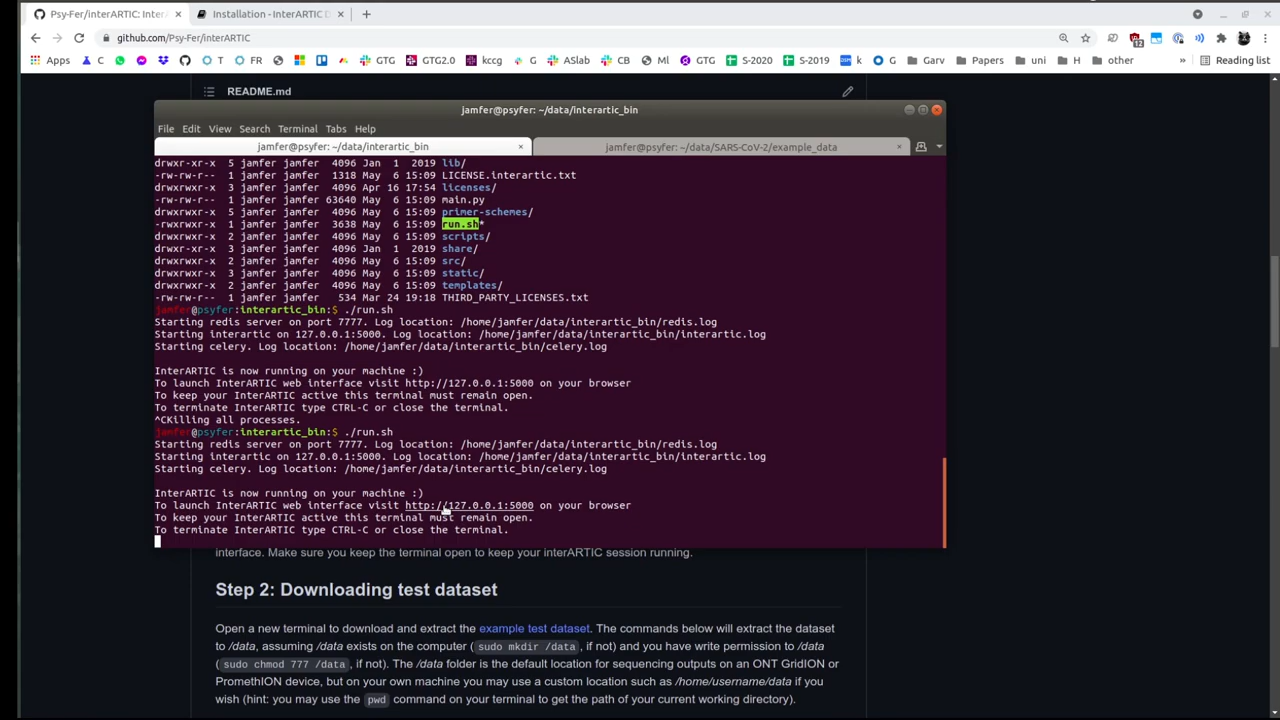 Psy-Fer/interARTIC: Inter
Installation - InterARTIC D
github.com/Psy-Fer/interARTIC
12
Apps
C
T
FR
GTG
GTG2.0
kccg
G
Aslab
CB
Ml
GTG
S-2020
S-2019
k
G
Garv
Papers
uni
H
other
»
Reading list
README.md
jamfer@psyfer: ~/data/interartic_bin
File Edit View Search Terminal Tabs Help
jamfer@psyfer: ~/data/interartic_bin
jamfer@psyfer: ~/data/SARS-CoV-2/example_data
drwxr-xr-x 5 jamfer jamfer 4096 Jan 1 2019 lib/
-rw-rw-r-- 1 jamfer jamfer 1318 May 6 15:09 LICENSE.interartic.txt
drwxrwxr-x 3 jamfer jamfer 4096 Apr 16 17:54 licenses/
-rw-rw-r-- 1 jamfer jamfer 63640 May 6 15:09 main.py
drwxrwxr-x 5 jamfer jamfer 4096 May 6 15:09 primer-schemes/
-rwxrwxr-x 1 jamfer jamfer 3638 May 6 15:09 run.sh*
drwxrwxr-x 2 jamfer jamfer 4096 May 6 15:09 scripts/
drwxrwxr-x 3 jamfer jamfer 4096 Jan 1 2019 share/
drwxrwxr-x 2 jamfer jamfer 4096 May 6 15:09 src/
drwxrwxr-x 3 jamfer jamfer 4096 May 6 15:09 static/
drwxrwxr-x 2 jamfer jamfer 4096 May 6 15:09 templates/
-rw-rw-r-- 1 jamfer jamfer 534 Mar 24 19:18 THIRD_PARTY_LICENSES.txt
jamfer@psyfer:interartic_bin:$ ./run.sh
Starting redis server on port 7777. Log location: /home/jamfer/data/interartic_bin/redis.log
Starting interartic on 127.0.0.1:5000. Log location: /home/jamfer/data/interartic_bin/interartic.log
Starting celery. Log location: /home/jamfer/data/interartic_bin/celery.log
InterARTIC is now running on your machine :)
To launch InterARTIC web interface visit http://127.0.0.1:5000 on your browser
To keep your InterARTIC active this terminal must remain open.
To terminate InterARTIC type CTRL-C or close the terminal.
^CKilling all processes.
jamfer@psyfer:interartic_bin:$ ./run.sh
Starting redis server on port 7777. Log location: /home/jamfer/data/interartic_bin/redis.log
Starting interartic on 127.0.0.1:5000. Log location: /home/jamfer/data/interartic_bin/interartic.log
Starting celery. Log location: /home/jamfer/data/interartic_bin/celery.log
InterARTIC is now running on your machine :)
To launch InterARTIC web interface visit http://127.0.0.1:5000 on your browser
To keep your InterARTIC active this terminal must remain open.
To terminate InterARTIC type CTRL-C or close the terminal.
interface. Make sure you keep the terminal open to keep your interARTIC session running.
Step 2: Downloading test dataset
Open a new terminal to download and extract the example test dataset. The commands below will extract the dataset
to /data, assuming /data exists on the computer ( sudo mkdir /data , if not) and you have write permission to /data
( sudo chmod 777 /data , if not). The /data folder is the default location for sequencing outputs on an ONT GridION or
PromethION device, but on your own machine you may use a custom location such as /home/username/data if you
wish (hint: you may use the pwd command on your terminal to get the path of your current working directory).